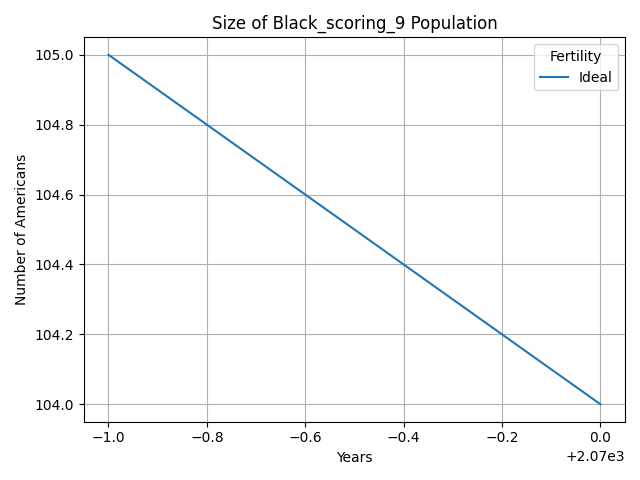 Size of Black_scoring_9 Population
Fertility
Ideal
105.0
104.8
104.6
104.4
104.2
104.0
Number of Americans
−1.0 −0.8 −0.6 −0.4 −0.2 0.0
Years
+2.07e3